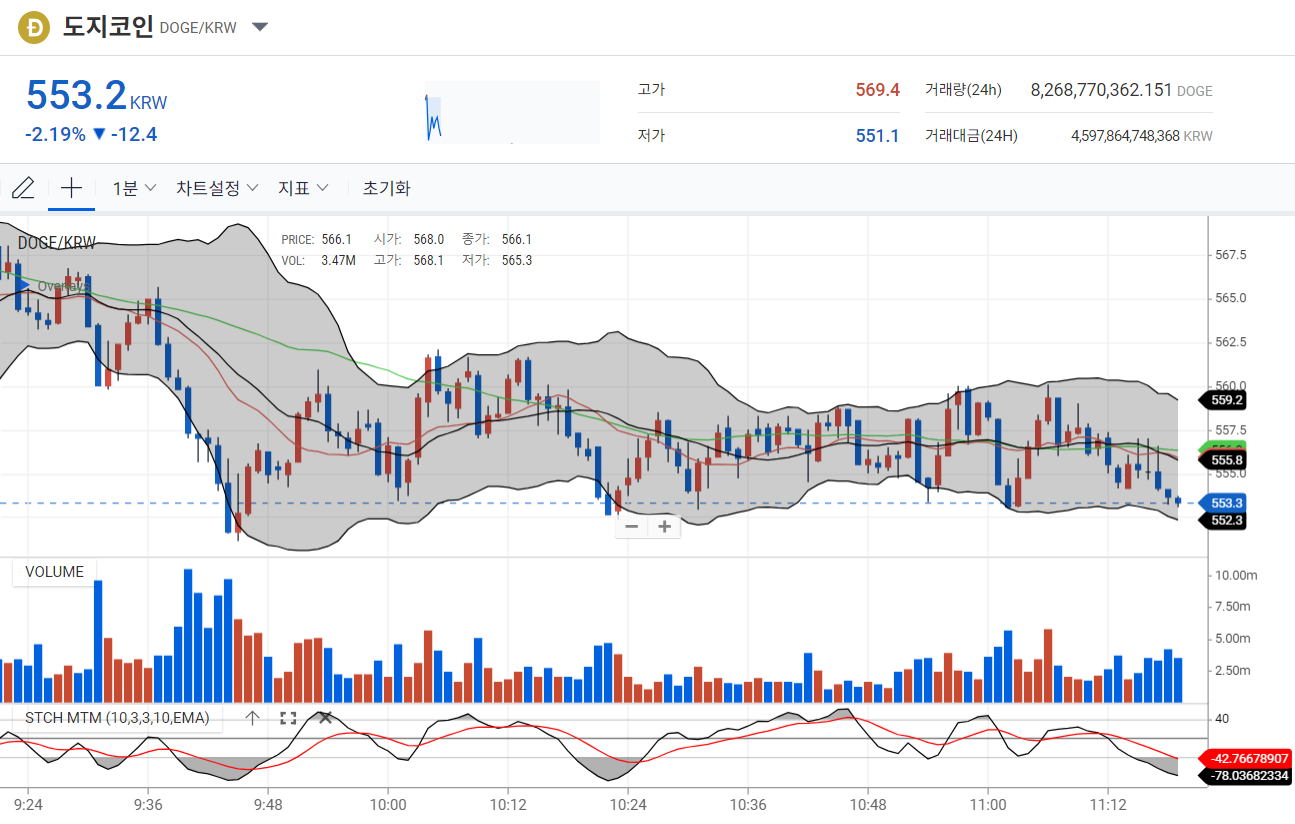 도지코인 DOGE/KRW
553.2 KRW
-2.19% ▼ -12.4
고가 569.4
거래량(24h) 8,268,770,362.151 DOGE
저가 551.1
거래대금(24H) 4,597,864,748,368 KRW
1분 차트설정 지표 초기화
DOGE/KRW
PRICE: 566.1 시가: 568.0 종가: 566.1
VOL: 3.47M 고가: 568.1 저가: 565.3
Overlays
567.5
565.0
562.5
560.0
559.2
557.5
555.8
555.0
553.3
552.3
VOLUME
10.00m
7.50m
5.00m
2.50m
STCH MTM (10,3,3,10,EMA)
40
-42.76678907
-78.03682334
9:24 9:36 9:48 10:00 10:12 10:24 10:36 10:48 11:00 11:12